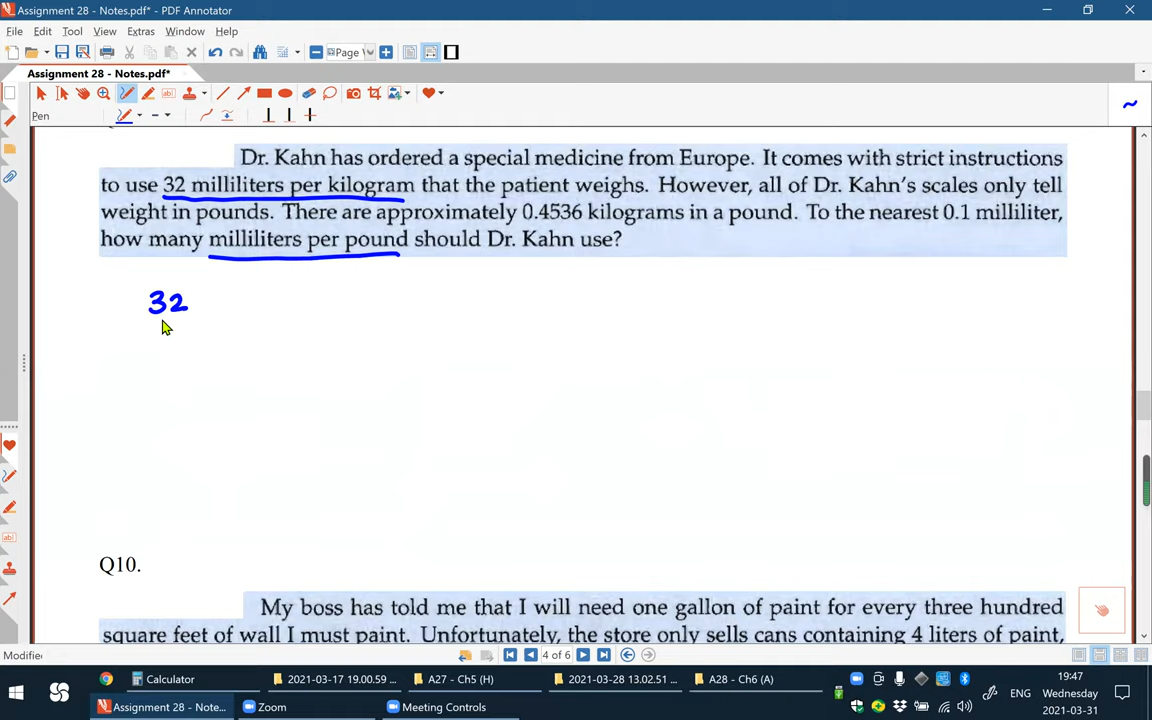 Assignment 28 - Notes.pdf* - PDF Annotator
File Edit Tool View Extras Window Help
Page
Assignment 28 - Notes.pdf*
Pen
Dr. Kahn has ordered a special medicine from Europe. It comes with strict instructions
to use 32 milliliters per kilogram that the patient weighs. However, all of Dr. Kahn's scales only tell
weight in pounds. There are approximately 0.4536 kilograms in a pound. To the nearest 0.1 milliliter,
how many milliliters per pound should Dr. Kahn use?
32
Q10.
My boss has told me that I will need one gallon of paint for every three hundred
square feet of wall I must paint. Unfortunately, the store only sells cans containing 4 liters of paint,
Modifie
4 of 6
Calculator
2021-03-17 19.00.59 ...
A27 - Ch5 (H)
2021-03-28 13.02.51 ...
A28 - Ch6 (A)
19:47
ENG
Wednesday
Assignment 28 - Note...
Zoom
Meeting Controls
2021-03-31